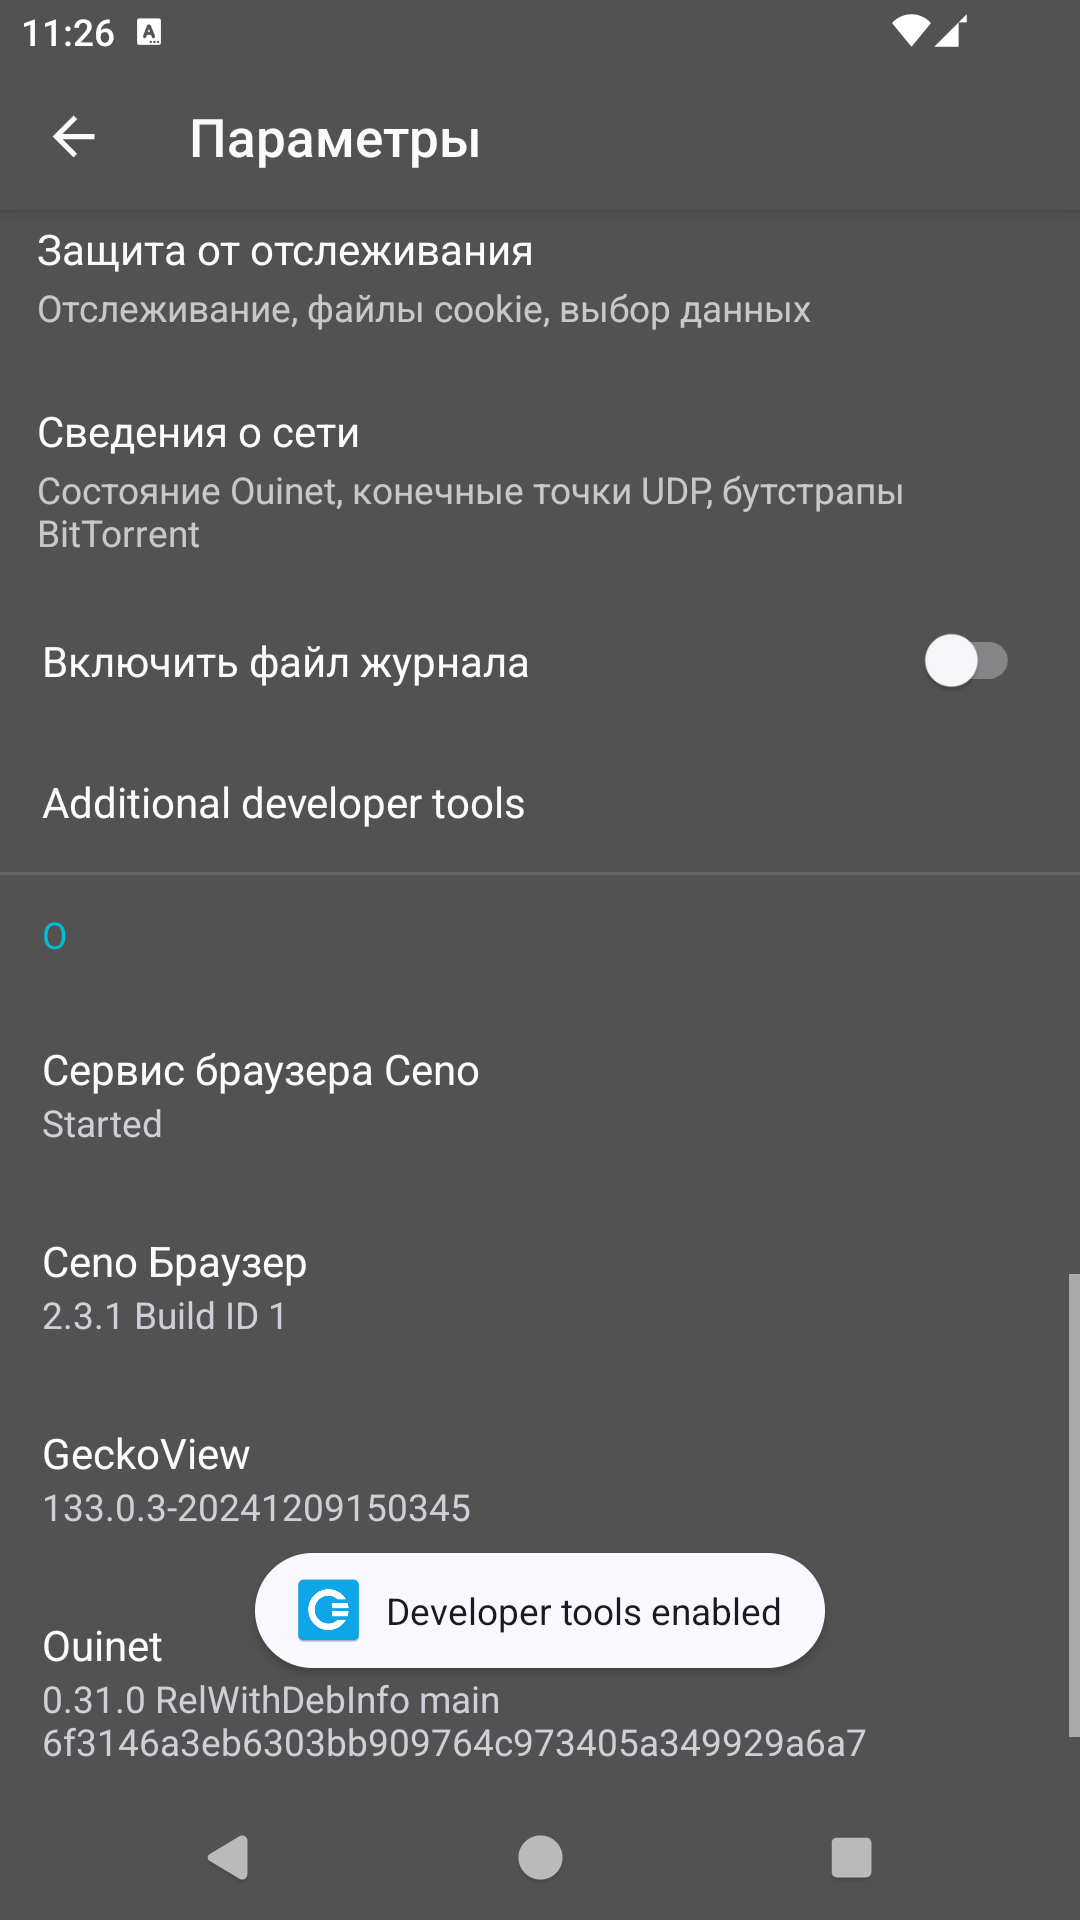 11:26
Параметры
Защита от отслеживания
Отслеживание, файлы cookie, выбор данных
Сведения о сети
Состояние Ouinet, конечные точки UDP, бутстрапы
BitTorrent
Включить файл журнала
Additional developer tools
О
Сервис браузера Ceno
Started
Ceno Браузер
2.3.1 Build ID 1
GeckoView
133.0.3-20241209150345
Developer tools enabled
Ouinet
0.31.0 RelWithDebInfo main
6f3146a3eb6303bb909764c973405a349929a6a7